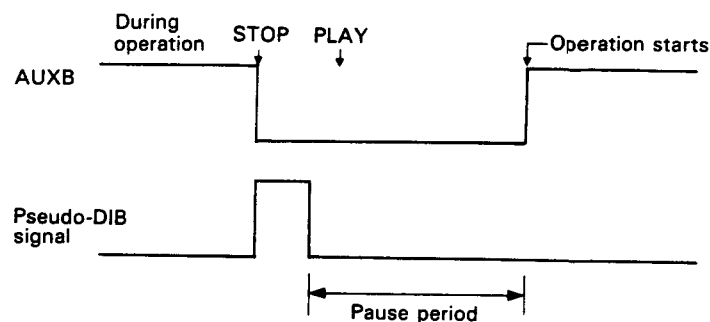 During
operation
STOP
PLAY
Operation starts
AUXB
Pseudo-DIB
signal
Pause period